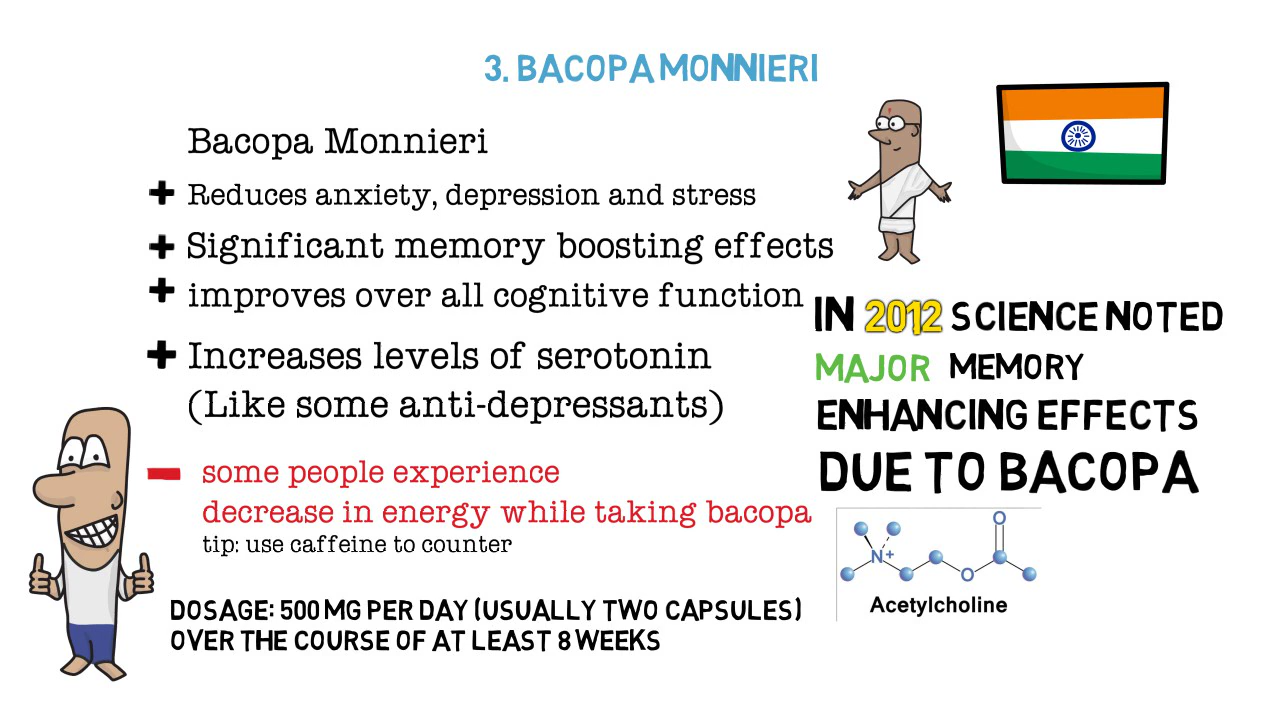 3. BACOPA MONNIERI
Bacopa Monnieri
+ Reduces anxiety, depression and stress
+ Significant memory boosting effects
+ improves over all cognitive function
+ Increases levels of serotonin
(Like some anti-depressants)
- some people experience
decrease in energy while taking bacopa
tip: use caffeine to counter
DOSAGE: 500 MG PER DAY (USUALLY TWO CAPSULES)
OVER THE COURSE OF AT LEAST 8 WEEKS
IN 2012 SCIENCE NOTED
MAJOR MEMORY
ENHANCING EFFECTS
DUE TO BACOPA
O
N+
O
Acetylcholine